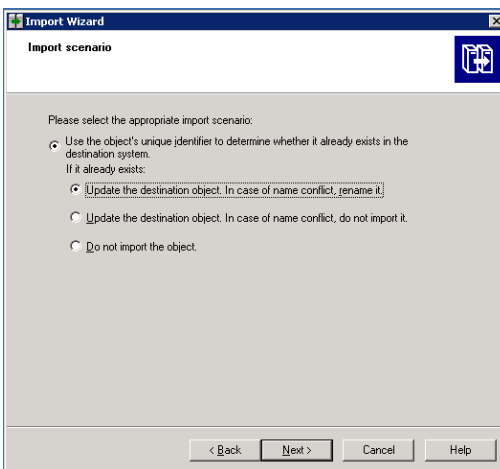 Import Wizard
Import scenario
Please select the appropriate import scenario:
Use the object's unique identifier to determine whether it already exists in the
destination system.
If it already exists:
Update the destination object. In case of name conflict, rename it.
Update the destination object. In case of name conflict, do not import it.
Do not import the object.
< Back
Next >
Cancel
Help